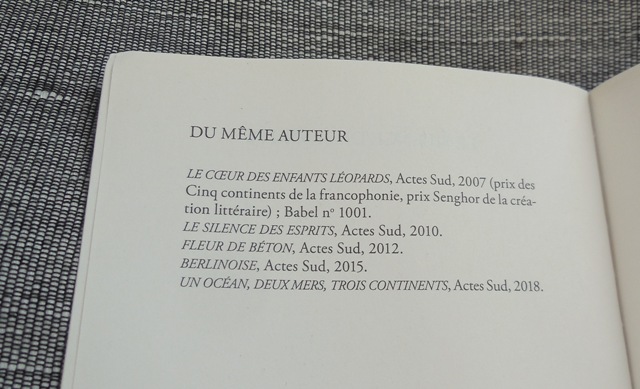 DU MÊME AUTEUR
LE CŒUR DES ENFANTS LÉOPARDS, Actes Sud, 2007 (prix des
Cinq continents de la francophonie, prix Senghor de la créa-
tion littéraire) ; Babel n° 1001.
LE SILENCE DES ESPRITS, Actes Sud, 2010.
FLEUR DE BÉTON, Actes Sud, 2012.
BERLINOISE, Actes Sud, 2015.
UN OCÉAN, DEUX MERS, TROIS CONTINENTS, Actes Sud, 2018.